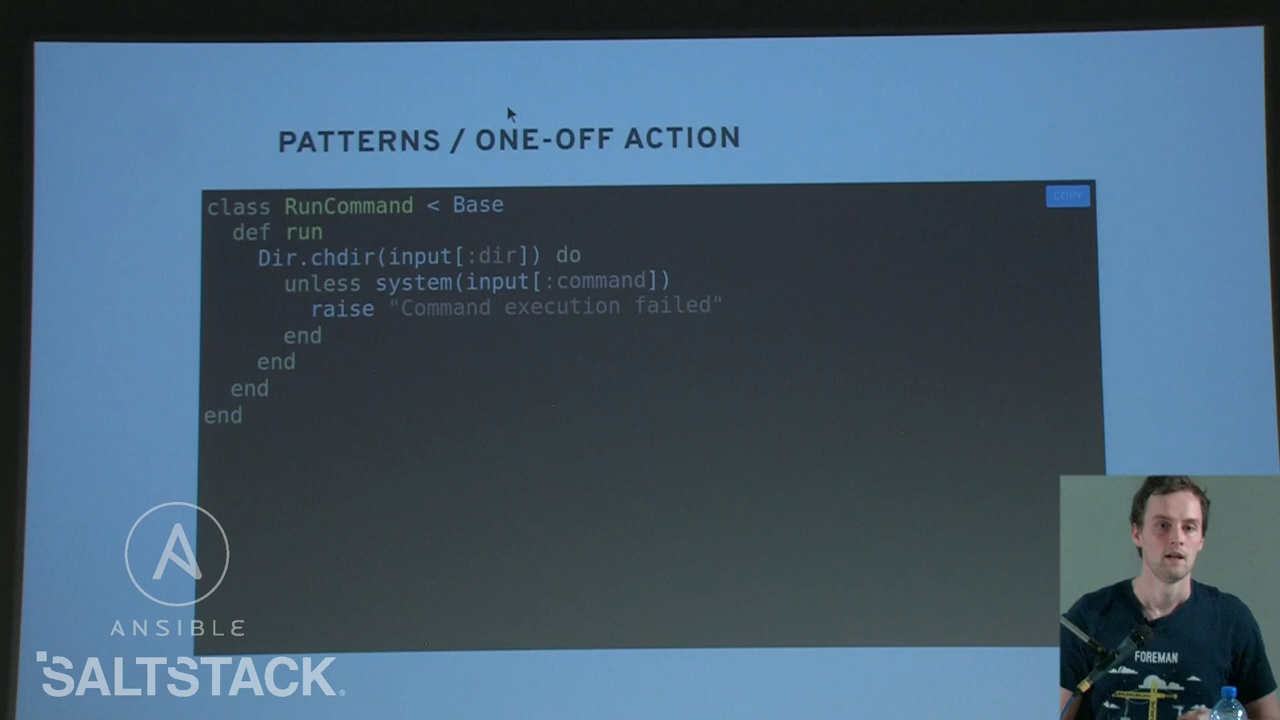 PATTERNS / ONE-OFF ACTION
class RunCommand < Base
def run
Dir.chdir(input[:dir]) do
unless system(input[:command])
raise "Command execution failed"
end
end
end
end
COPY
ANSIBLE
SALTSTACK
FOREMAN